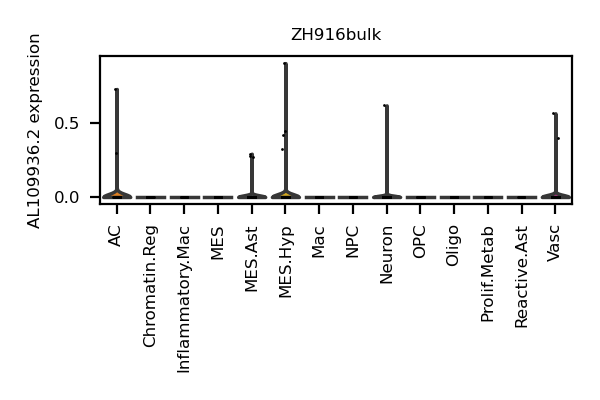 ZH916bulk
AL109936.2 expression
0.5
0.0
AC
Chromatin.Reg
Inflammatory.Mac
MES
MES.Ast
MES.Hyp
Mac
NPC
Neuron
OPC
Oligo
Prolif.Metab
Reactive.Ast
Vasc